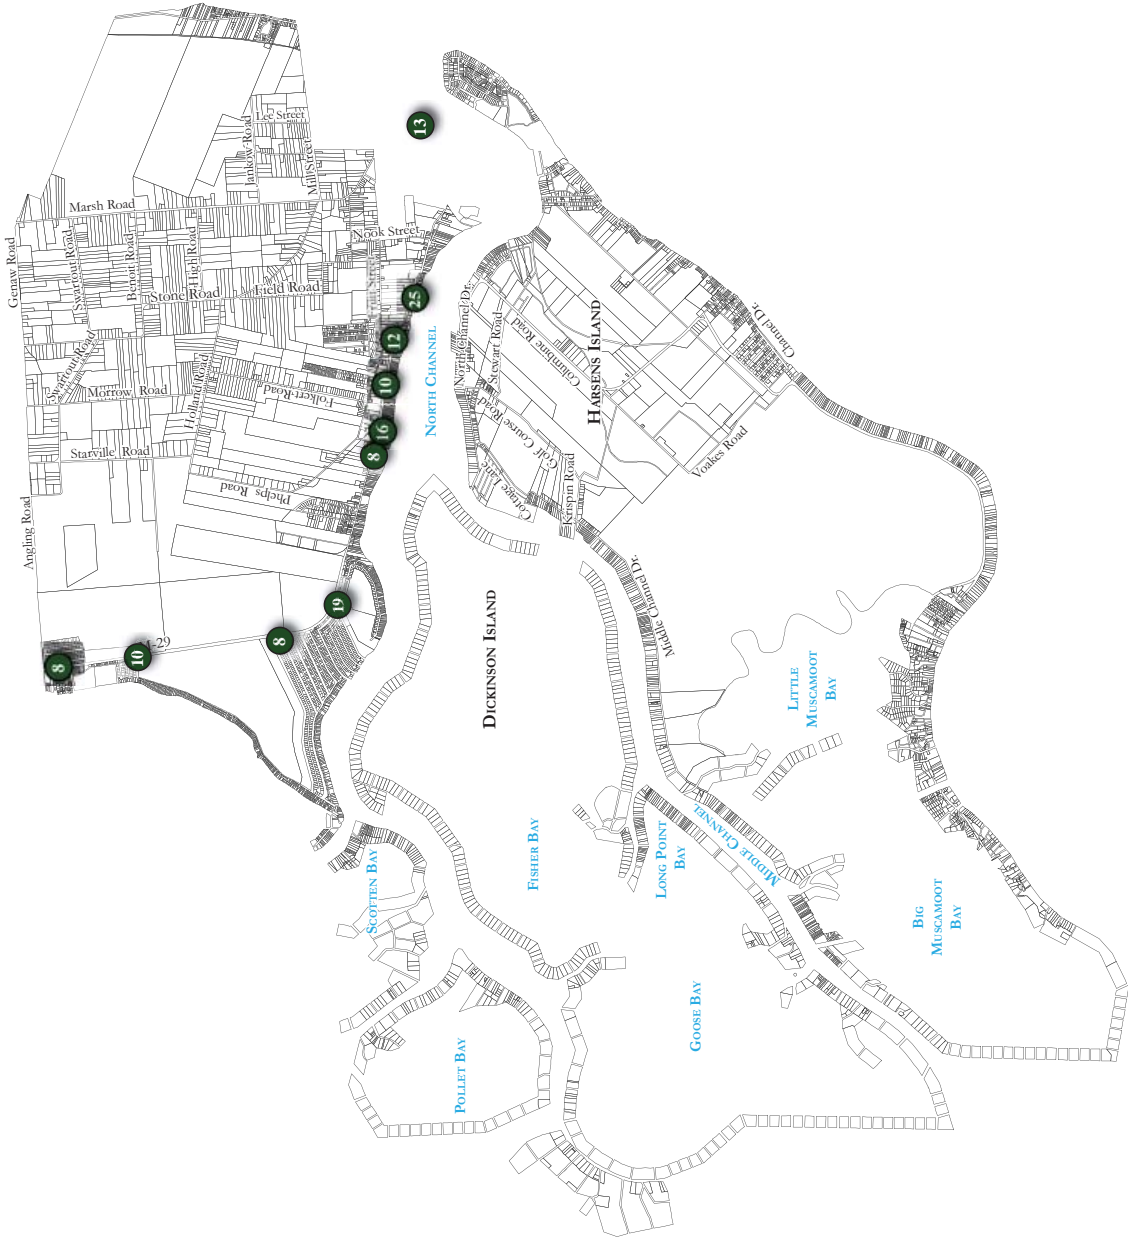 Lee Street
Jankow Road
Mill Street
13
Marsh Road
Nook Street
Genaw Road
Swartout Road
Benoit Road
High Road
Stone Road
Field Road
25
North Channel Dr.
Stewart Road
Columbine Road
Harsens Island
Channel Dr.
12
North Channel
Swartout Road
Morrow Road
Holland Road
Folkert Road
10
16
8
Golf Course Road
Voakes Road
Starville Road
Phelps Road
Cottage Lane
Krispin Road
Angling Road
Middle Channel Dr.
Dickinson Island
19
8
M-29
10
8
Little
Muscamoot
Bay
Middle Channel
Long Point
Bay
Fisher Bay
Scotten Bay
Big
Muscamoot
Bay
Goose Bay
Pollet Bay